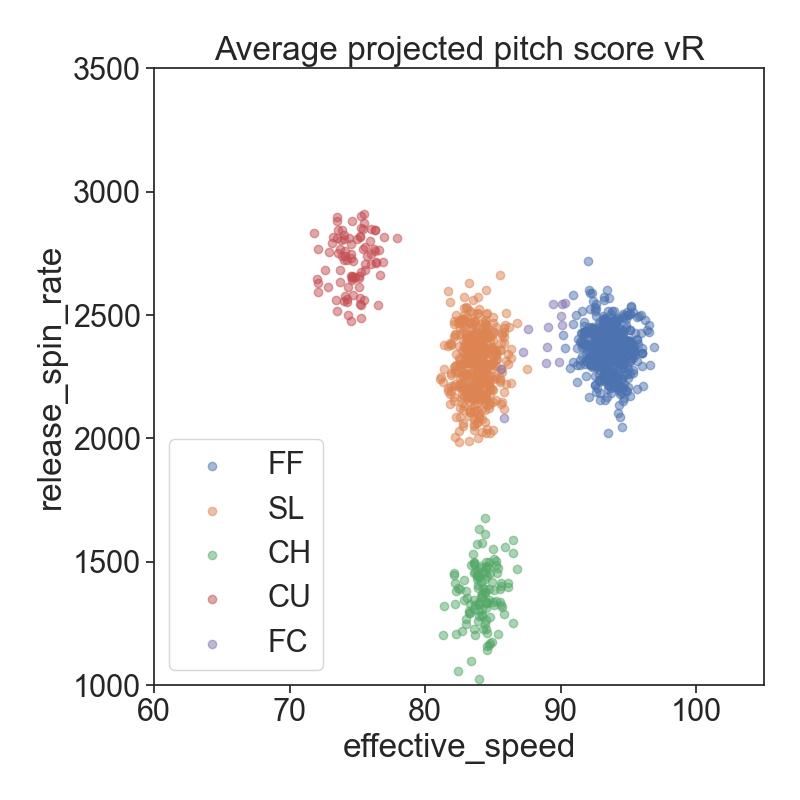 Average projected pitch score vR
3500
3000
2500
2000
1500
1000
release_spin_rate
FF
SL
CH
CU
FC
60
70
80
90
100
effective_speed